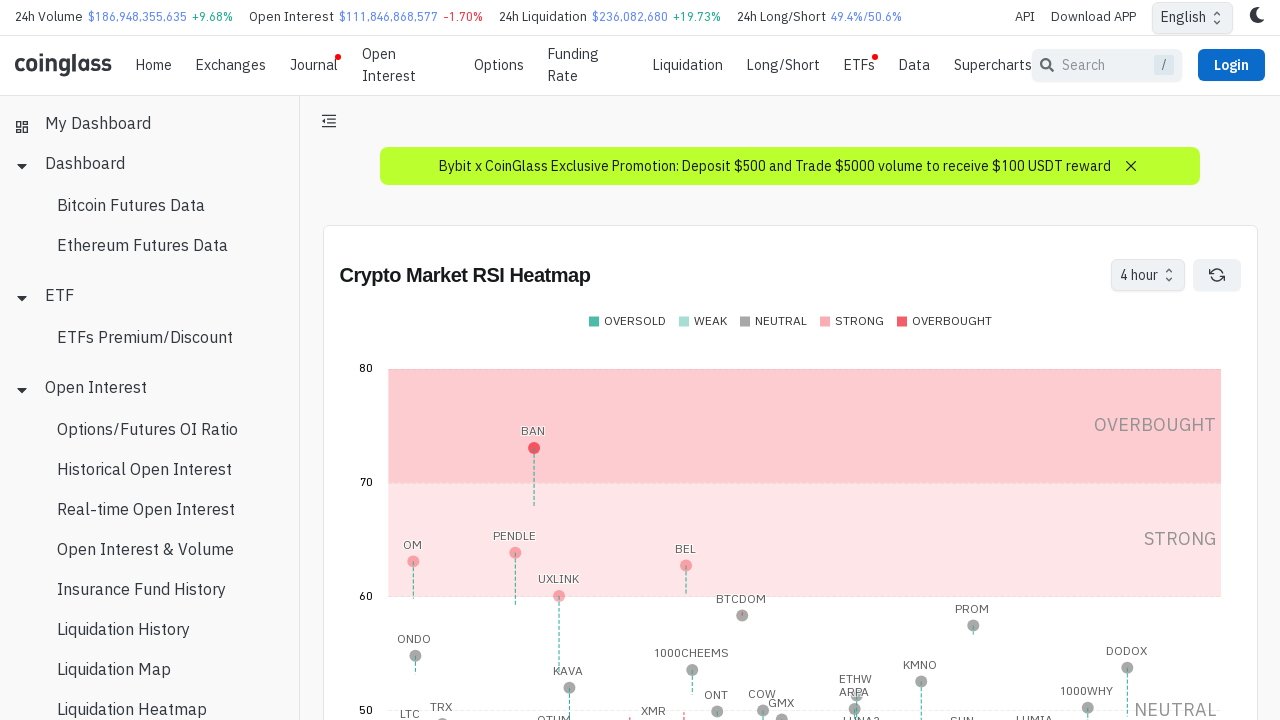 24h Volume $186,948,355,635 +9.68% Open Interest $111,846,868,577 -1.70% 24h Liquidation $236,082,680 +19.73% 24h Long/Short 49.4%/50.6% API Download APP English
coinglass Home Exchanges Journal Open Interest Options Funding Rate Liquidation Long/Short ETFs Data Supercharts Search / Login
My Dashboard
Dashboard
Bitcoin Futures Data
Ethereum Futures Data
ETF
ETFs Premium/Discount
Open Interest
Options/Futures OI Ratio
Historical Open Interest
Real-time Open Interest
Open Interest & Volume
Insurance Fund History
Liquidation History
Liquidation Map
Liquidation Heatmap
Bybit x CoinGlass Exclusive Promotion: Deposit $500 and Trade $5000 volume to receive $100 USDT reward
Crypto Market RSI Heatmap 4 hour
OVERSOLD WEAK NEUTRAL STRONG OVERBOUGHT
80
OVERBOUGHT
BAN
70
PENDLE
STRONG
OM
BEL
UXLINK
60
BTCDOM
PROM
ONDO
1000CHEEMS
DODOX
KMNO
KAVA
ETHW
ARPA
1000WHY
ONT
COW
GMX
TRX
50
LTC
XMR
NEUTRAL